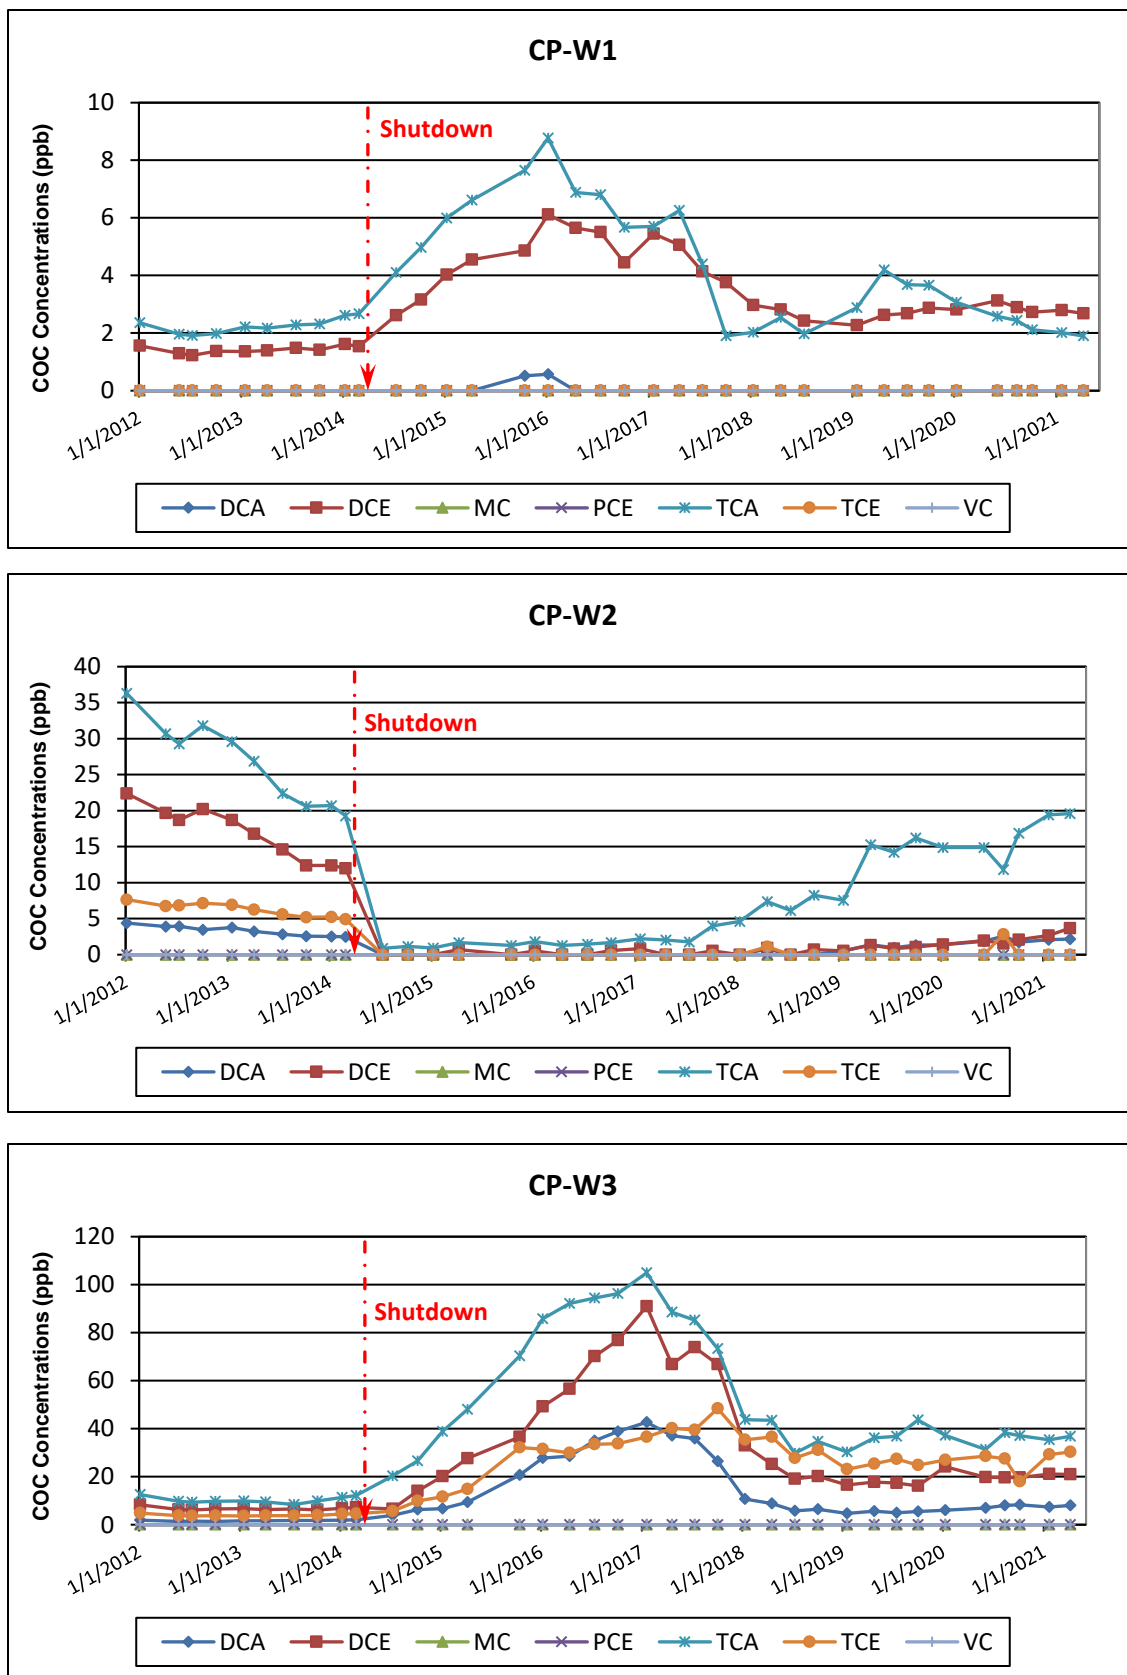 CP-W1
COC Concentrations (ppb)
10
8
6
4
2
0
Shutdown
1/1/2012 1/1/2013 1/1/2014 1/1/2015 1/1/2016 1/1/2017 1/1/2018 1/1/2019 1/1/2020 1/1/2021
DCA DCE MC PCE TCA TCE VC
CP-W2
COC Concentrations (ppb)
40
35
30
25
20
15
10
5
0
Shutdown
1/1/2012 1/1/2013 1/1/2014 1/1/2015 1/1/2016 1/1/2017 1/1/2018 1/1/2019 1/1/2020 1/1/2021
DCA DCE MC PCE TCA TCE VC
CP-W3
COC Concentrations (ppb)
120
100
80
60
40
20
0
Shutdown
1/1/2012 1/1/2013 1/1/2014 1/1/2015 1/1/2016 1/1/2017 1/1/2018 1/1/2019 1/1/2020 1/1/2021
DCA DCE MC PCE TCA TCE VC